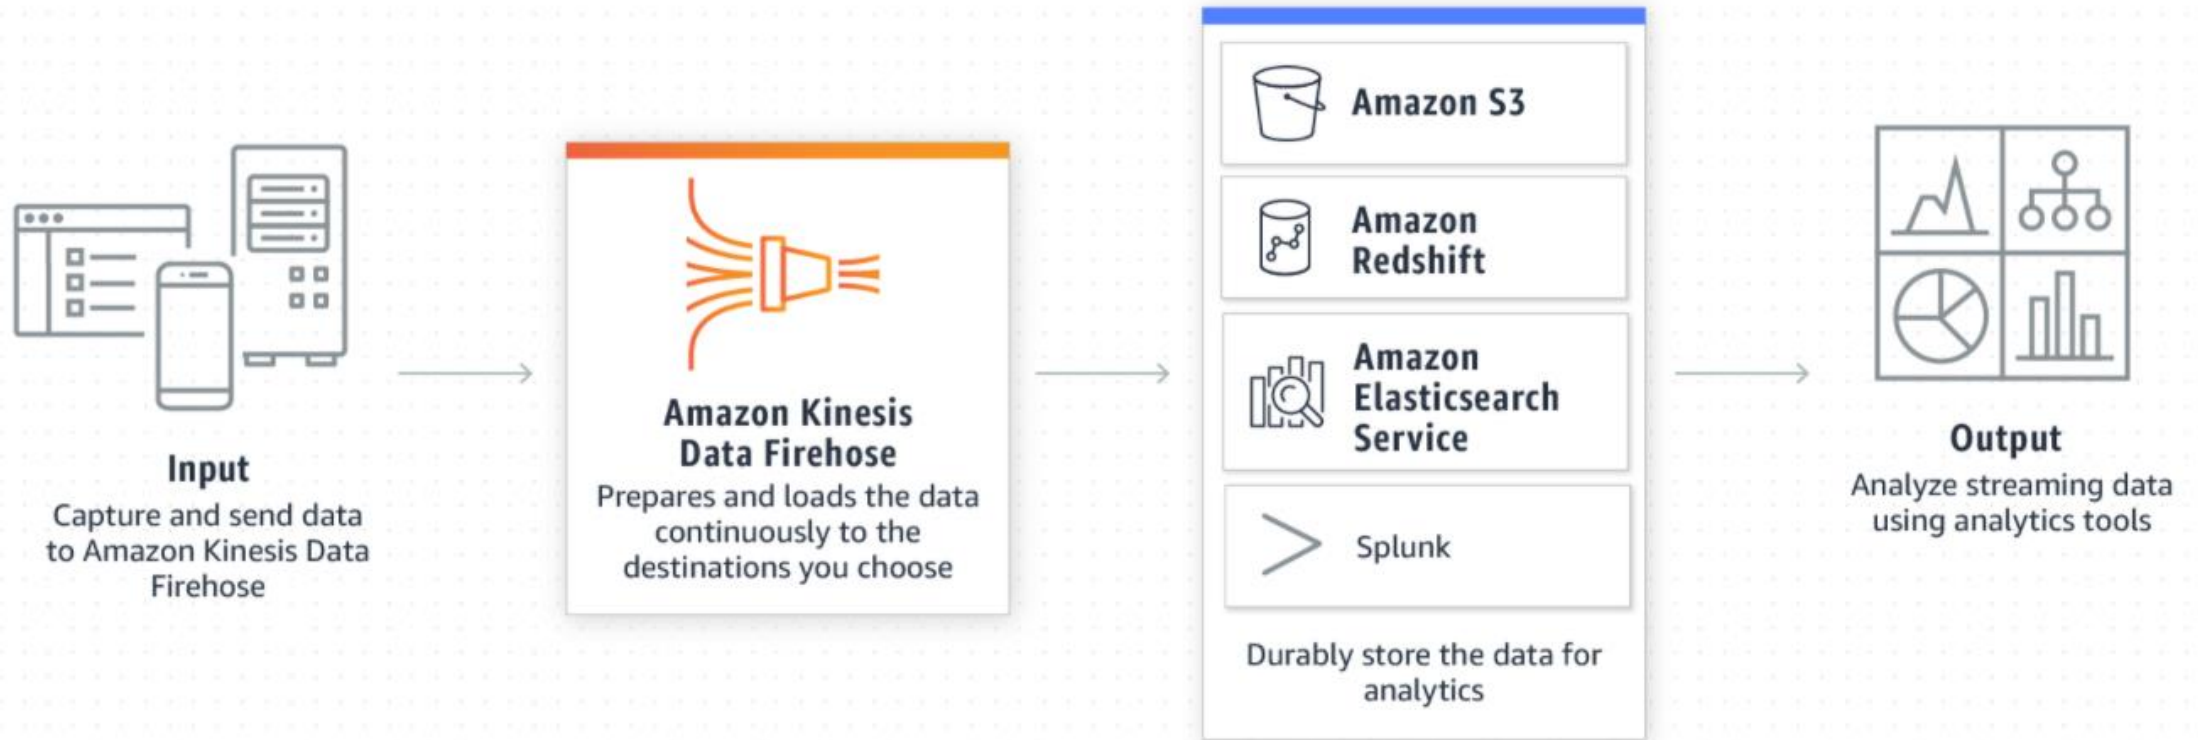 Input
Capture and send data
to Amazon Kinesis Data
Firehose
Amazon Kinesis
Data Firehose
Prepares and loads the data
continuously to the
destinations you choose
Amazon S3
Amazon
Redshift
Amazon
Elasticsearch
Service
Splunk
Durably store the data for
analytics
Output
Analyze streaming data
using analytics tools